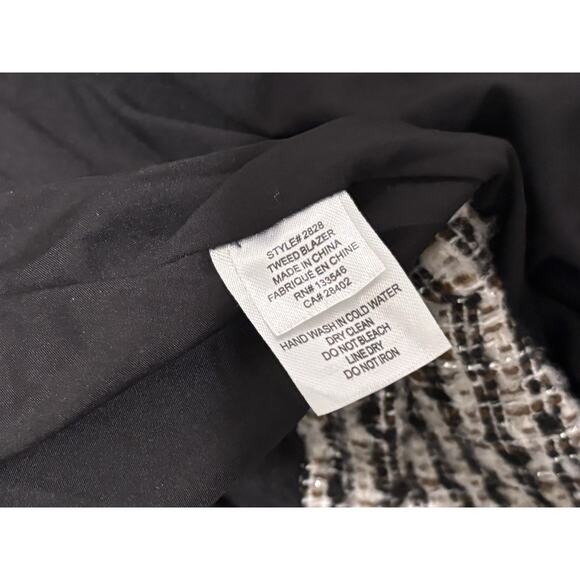 STYLE# 2828
TWEED BLAZER
MADE IN CHINA
FABRIQUÉ EN CHINE
RN# 133546
CA# 28402
HAND WASH IN COLD WATER
DRY CLEAN
DO NOT BLEACH
LINE DRY
DO NOT IRON